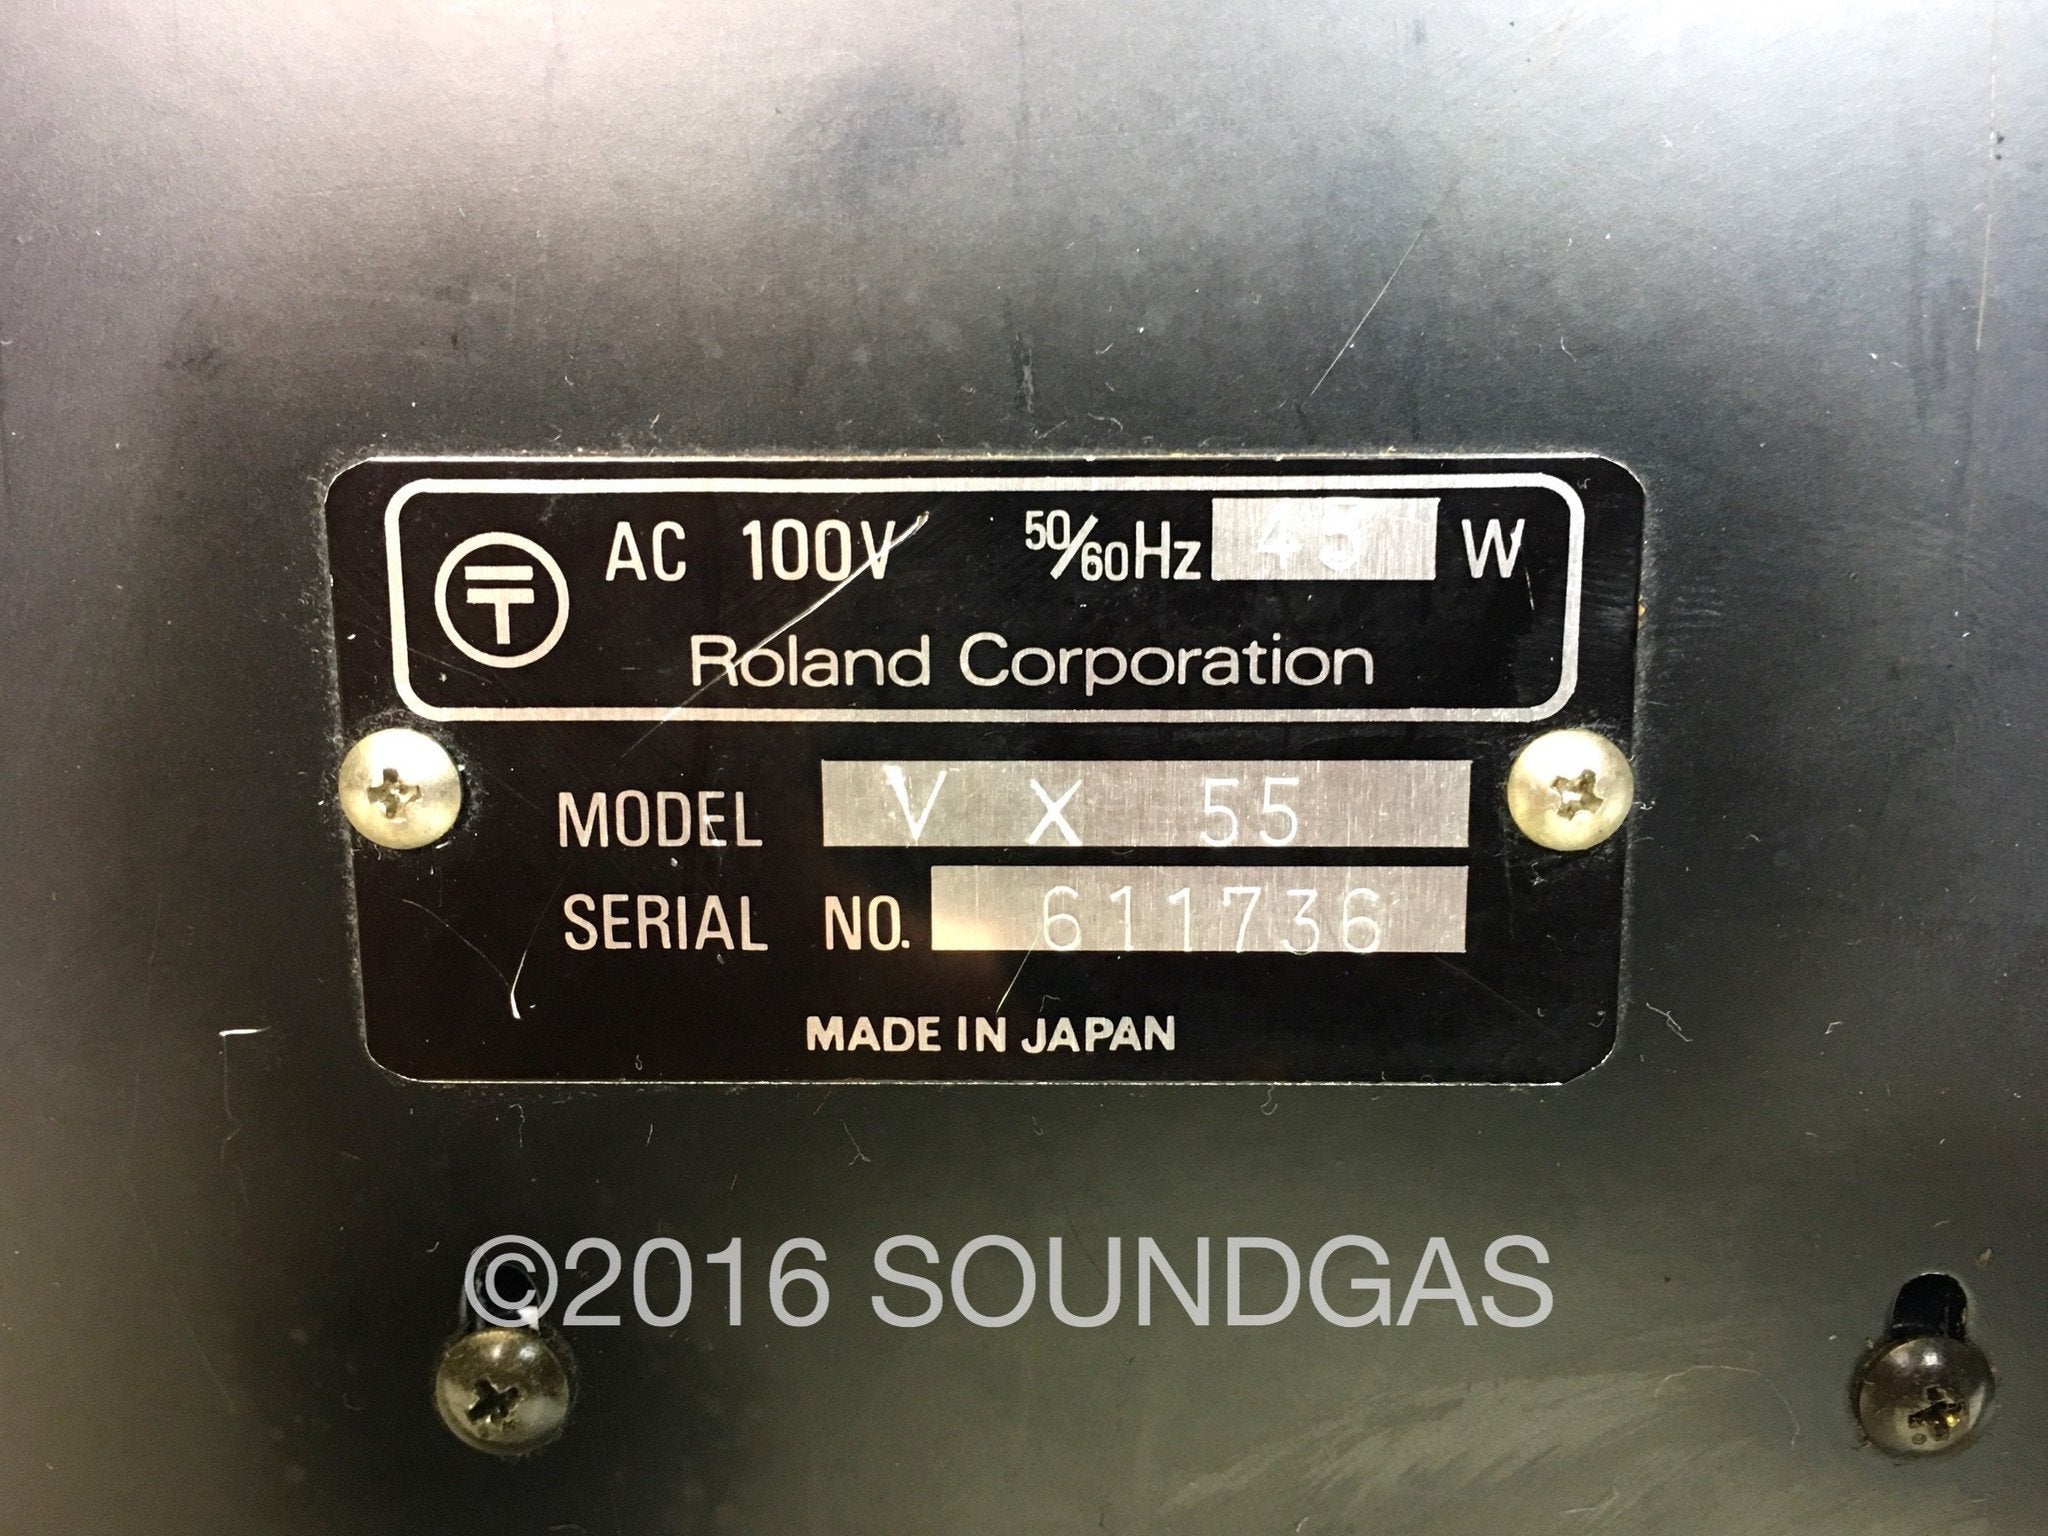 〒 AC 100V 50/60Hz 45 W
Roland Corporation
MODEL V X 55
SERIAL NO. 611736
MADE IN JAPAN
©2016 SOUNDGAS